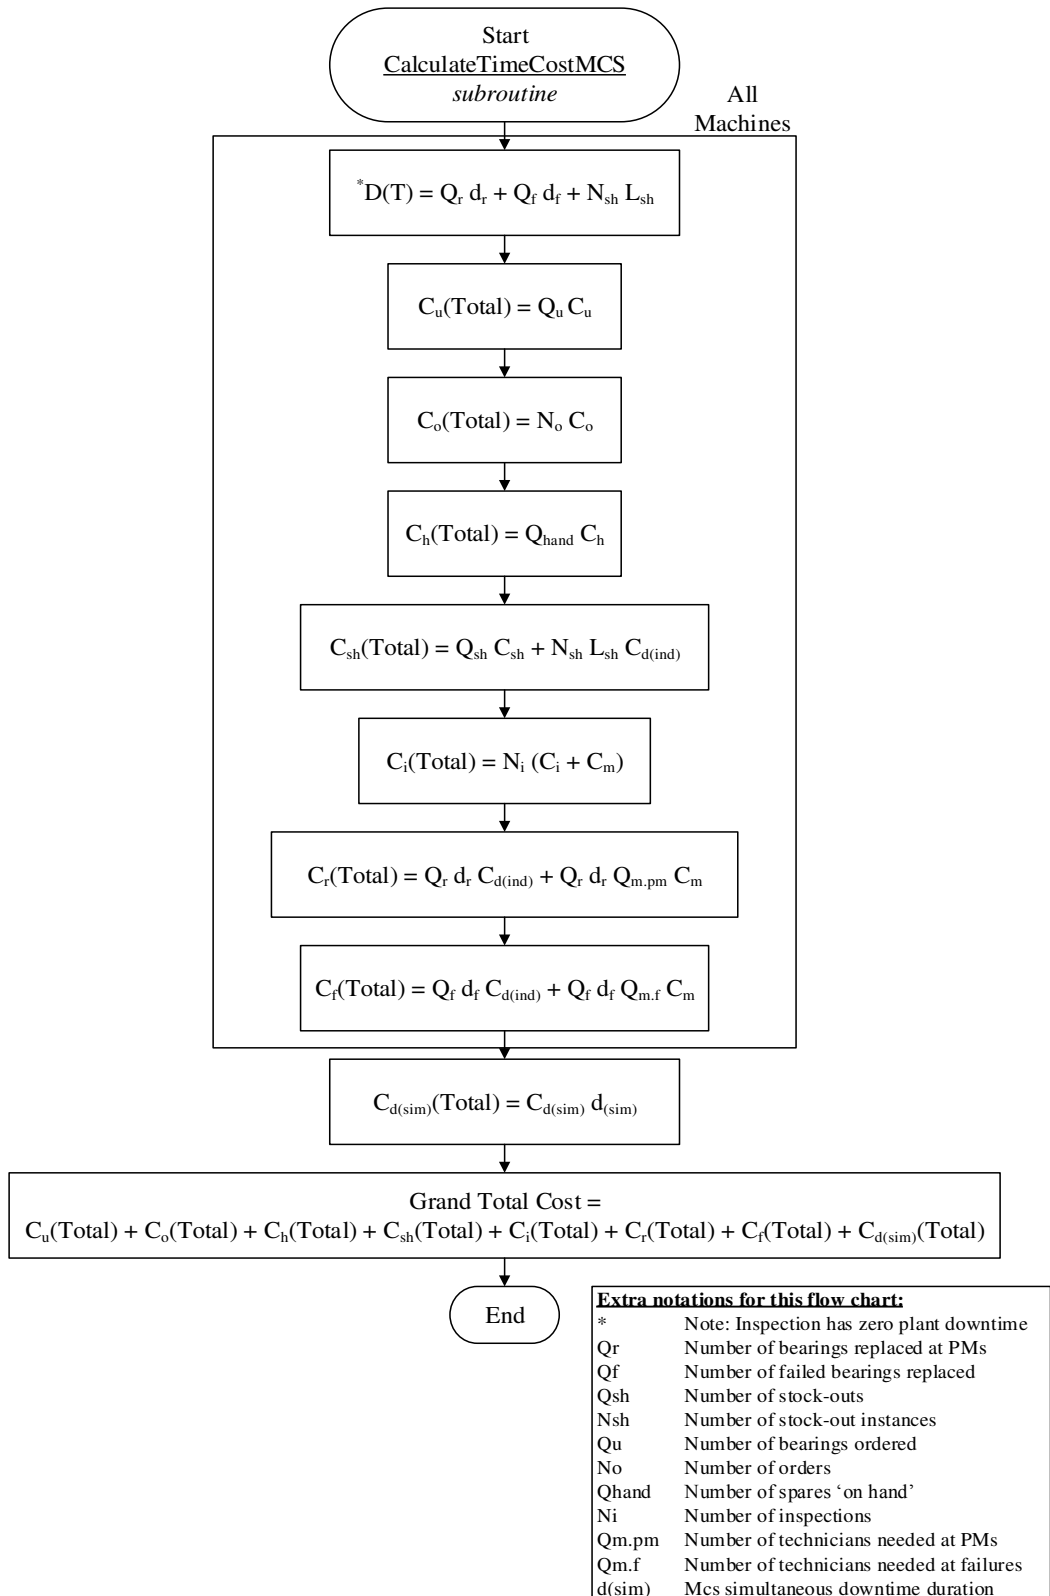 Start
CalculateTimeCostMCS
subroutine
All
Machines
*D(T) = Qr dr + Qf df + Nsh Lsh
Cu(Total) = Qu Cu
Co(Total) = No Co
Ch(Total) = Qhand Ch
Csh(Total) = Qsh Csh + Nsh Lsh Cd(ind)
Ci(Total) = Ni (Ci + Cm)
Cr(Total) = Qr dr Cd(ind) + Qr dr Qm.pm Cm
Cf(Total) = Qf df Cd(ind) + Qf df Qm.f Cm
Cd(sim)(Total) = Cd(sim) d(sim)
Grand Total Cost =
Cu(Total) + Co(Total) + Ch(Total) + Csh(Total) + Ci(Total) + Cr(Total) + Cf(Total) + Cd(sim)(Total)
End
Extra notations for this flow chart:
* Note: Inspection has zero plant downtime
Qr Number of bearings replaced at PMs
Qf Number of failed bearings replaced
Qsh Number of stock-outs
Nsh Number of stock-out instances
Qu Number of bearings ordered
No Number of orders
Qhand Number of spares ‘on hand’
Ni Number of inspections
Qm.pm Number of technicians needed at PMs
Qm.f Number of technicians needed at failures
d(sim) Mcs simultaneous downtime duration